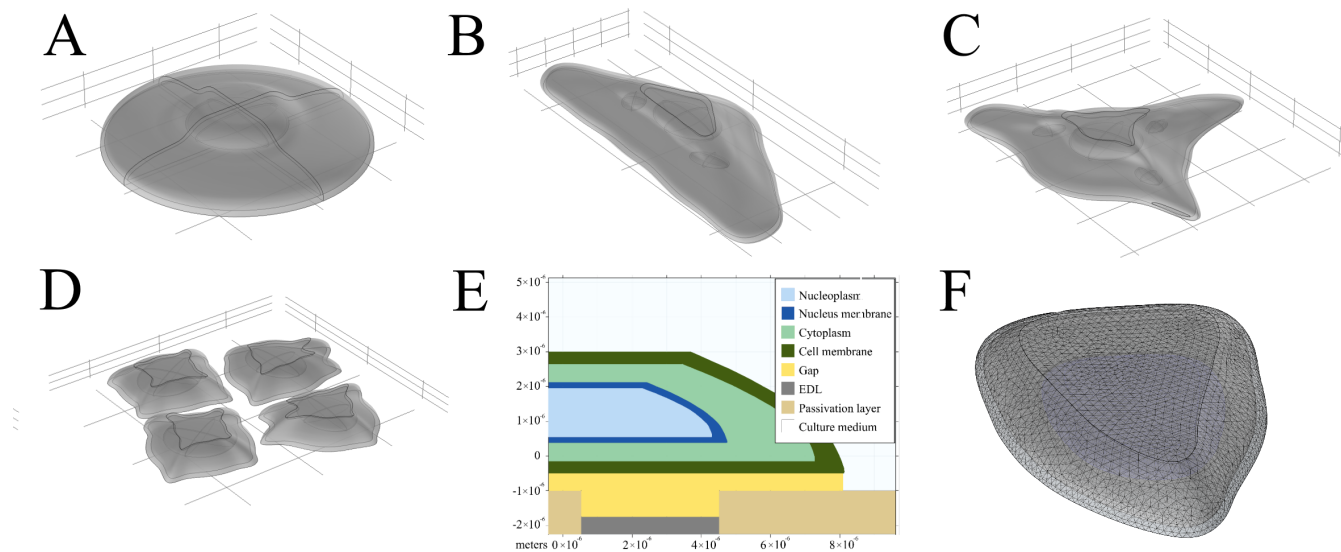 A
B
C
D
E
F
5×10⁻⁶
4×10⁻⁶
3×10⁻⁶
2×10⁻⁶
1×10⁻⁶
0
-1×10⁻⁶
-2×10⁻⁶
meters 0×10⁻⁶ 2×10⁻⁶ 4×10⁻⁶ 6×10⁻⁶ 8×10⁻⁶
Nucleoplasm
Nucleus membrane
Cytoplasm
Cell membrane
Gap
EDL
Passivation layer
Culture medium